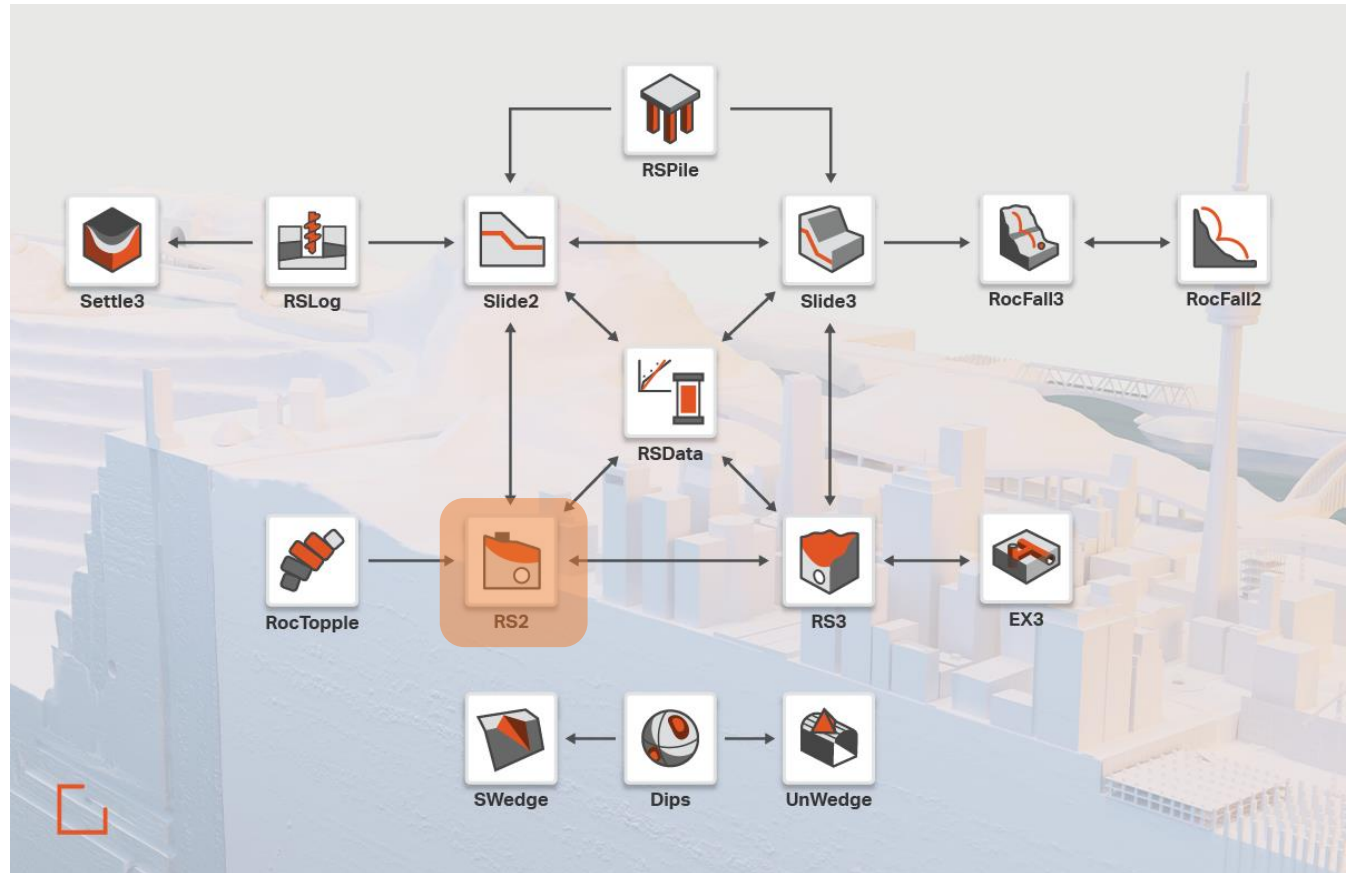 RSPile
Settle3
RSLog
Slide2
Slide3
RocFall3
RocFall2
RSData
RocTopple
RS2
RS3
EX3
SWedge
Dips
UnWedge